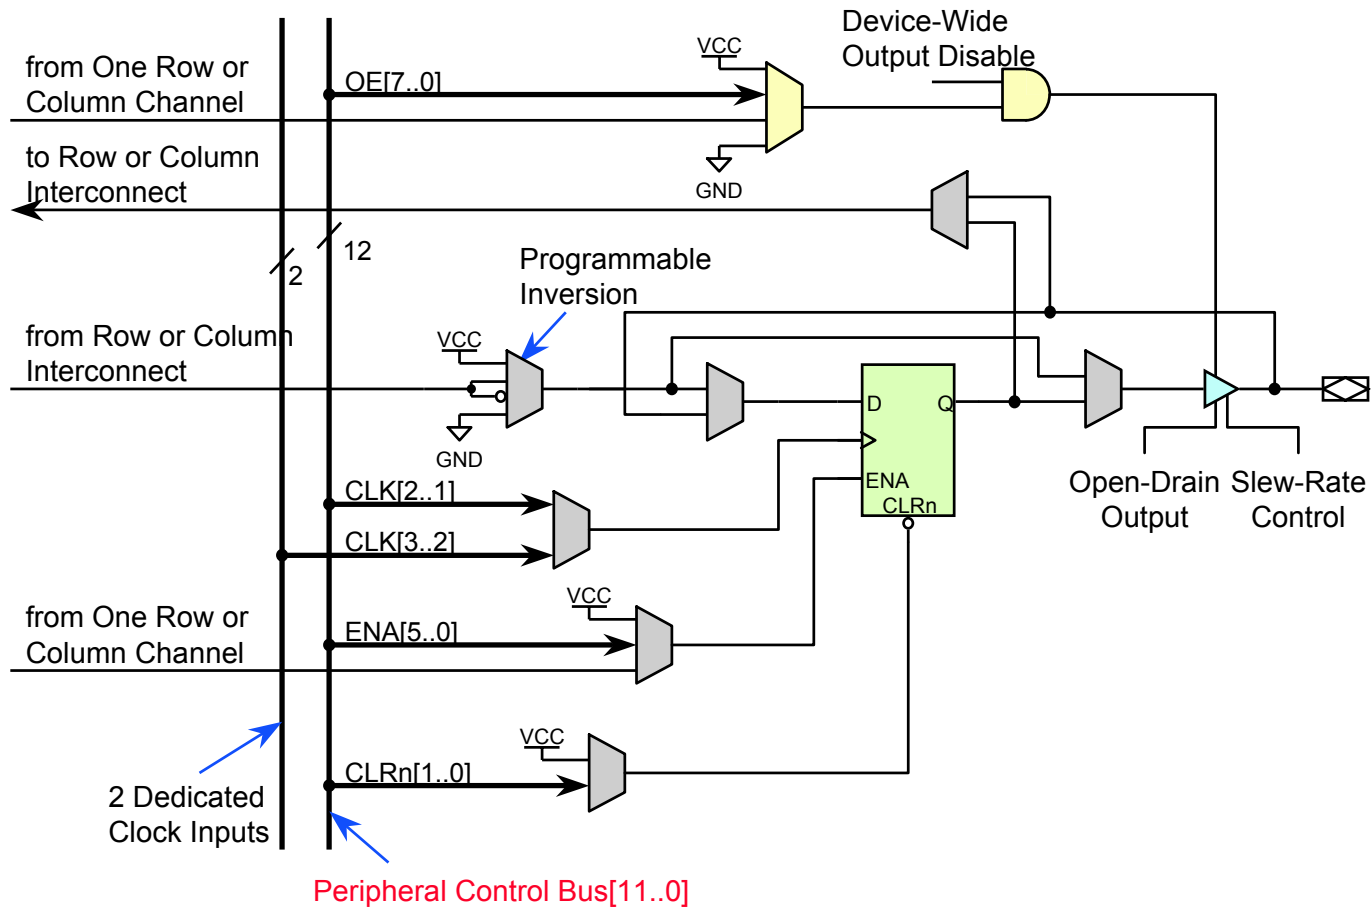 Device-Wide
Output Disable
VCC
from One Row or
Column Channel
OE[7..0]
to Row or Column
Interconnect
GND
12
2
Programmable
Inversion
from Row or Column
Interconnect
VCC
GND
D
Q
ENA
CLRn
CLK[2..1]
CLK[3..2]
Open-Drain
Output
Slew-Rate
Control
VCC
from One Row or
Column Channel
ENA[5..0]
VCC
CLRn[1..0]
2 Dedicated
Clock Inputs
Peripheral Control Bus[11..0]